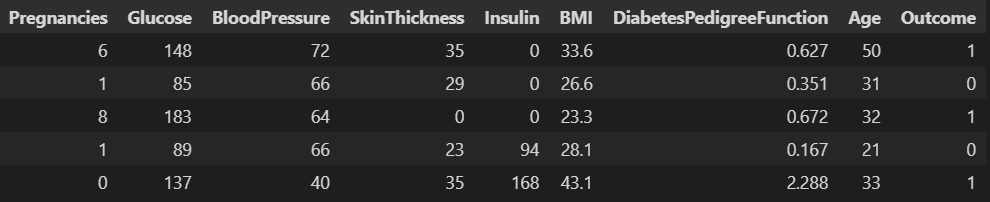 Pregnancies Glucose BloodPressure SkinThickness Insulin BMI DiabetesPedigreeFunction Age Outcome
6 148 72 35 0 33.6 0.627 50 1
1 85 66 29 0 26.6 0.351 31 0
8 183 64 0 0 23.3 0.672 32 1
1 89 66 23 94 28.1 0.167 21 0
0 137 40 35 168 43.1 2.288 33 1